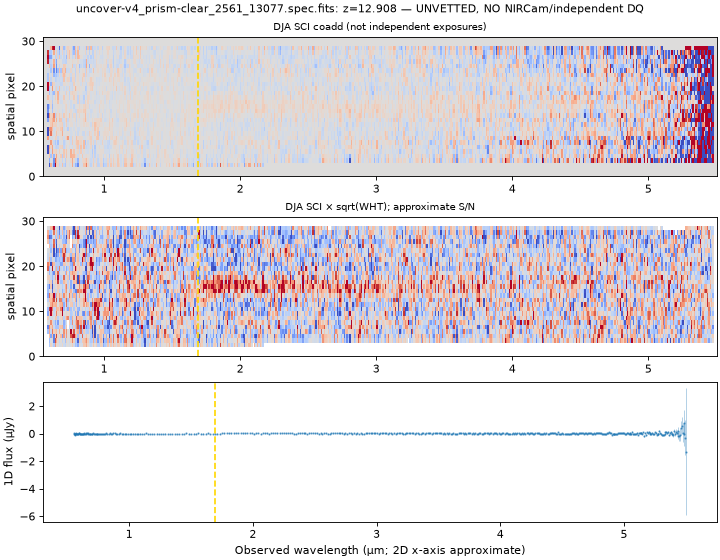 uncover-v4_prism-clear_2561_13077.spec.fits: z=12.908 — UNVETTED, NO NIRCam/independent DQ
DJA SCI coadd (not independent exposures)
spatial pixel
30
20
10
0
1 2 3 4 5
DJA SCI × sqrt(WHT); approximate S/N
spatial pixel
30
20
10
0
1 2 3 4 5
1D flux (μJy)
2
0
−2
−4
−6
1 2 3 4 5
Observed wavelength (μm; 2D x-axis approximate)